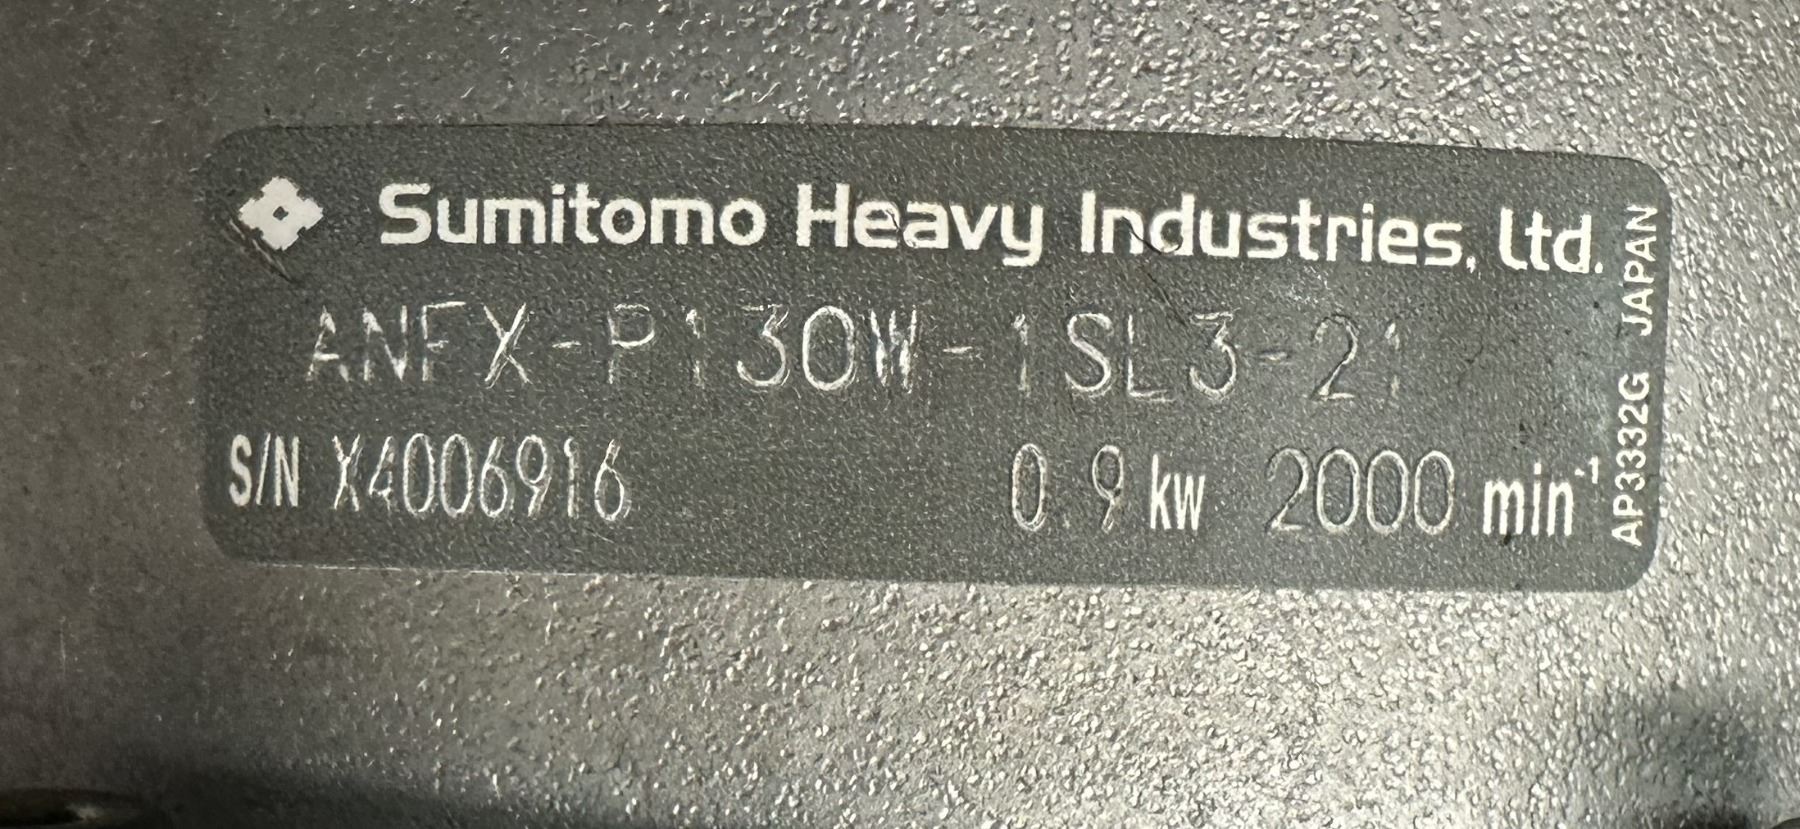 Sumitomo Heavy Industries, Ltd.
ANFX-P130W-1SL3-21
S/N X4006916 0.9 kw 2000 min⁻¹
AP3332G JAPAN